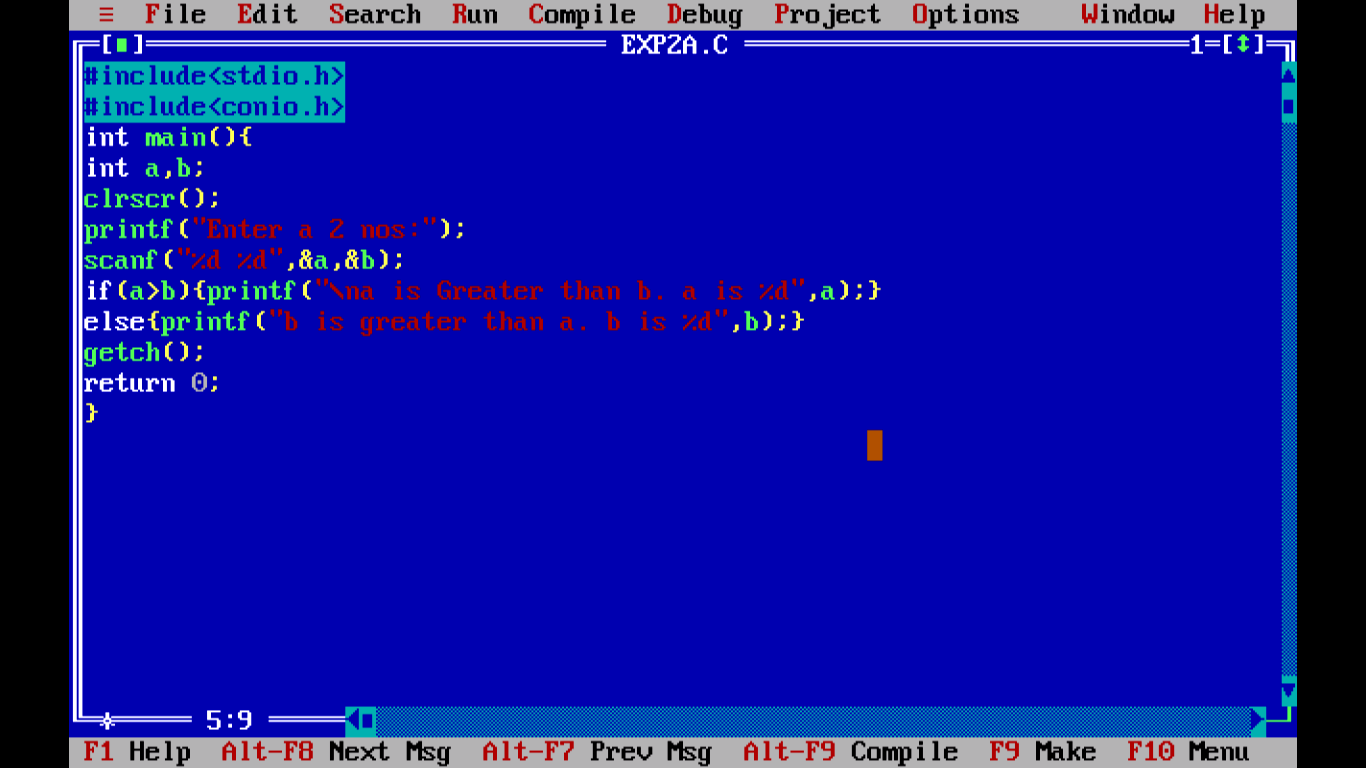 ≡ File Edit Search Run Compile Debug Project Options Window Help
[■] EXP2A.C 1=[↕]
#include<stdio.h>
#include<conio.h>
int main(){
int a,b;
clrscr();
printf("Enter a 2 nos:");
scanf("%d %d",&a,&b);
if(a>b){printf("\na is Greater than b. a is %d",a);}
else{printf("b is greater than a. b is %d",b);}
getch();
return 0;
}
5:9
F1 Help Alt-F8 Next Msg Alt-F7 Prev Msg Alt-F9 Compile F9 Make F10 Menu